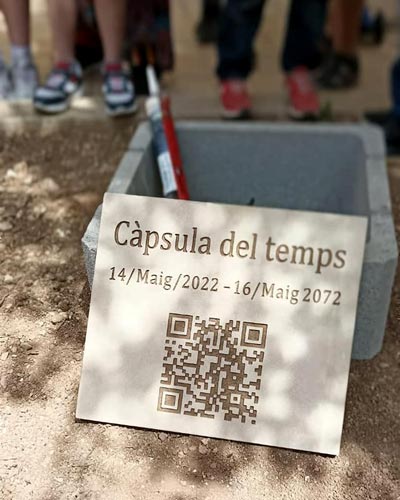 Càpsula del temps
14/Maig/2022 - 16/Maig 2072